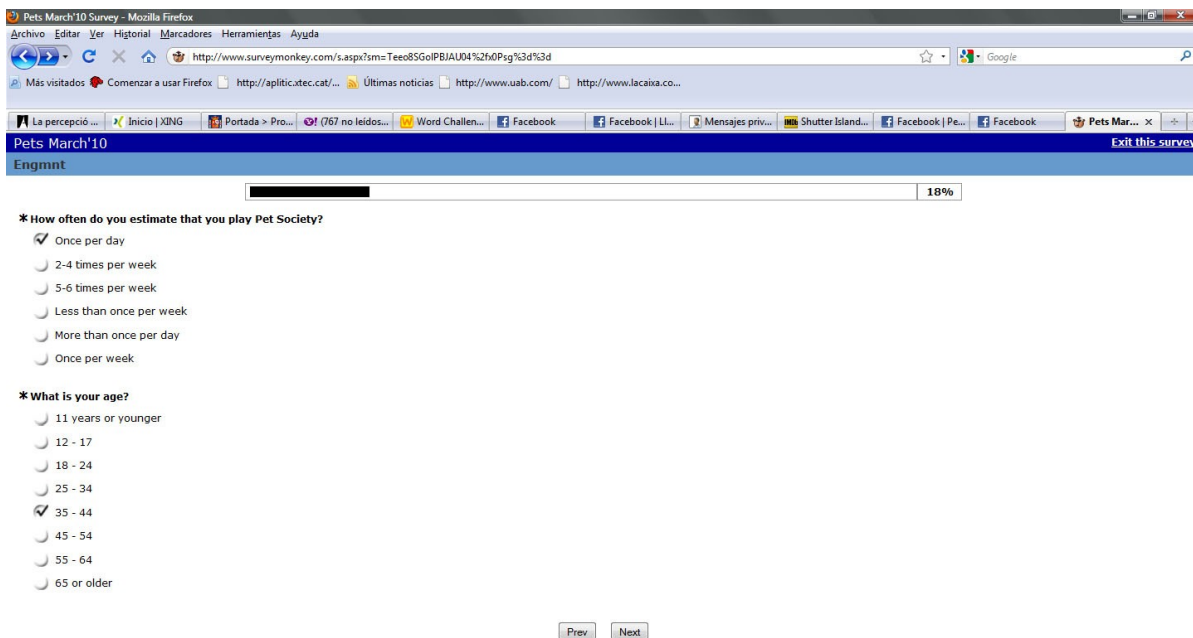 Pets March'10 Survey - Mozilla Firefox
Archivo Editar Ver Historial Marcadores Herramientas Ayuda
http://www.surveymonkey.com/s.aspx?sm=Teeo8SGolPBJAU04%2fx0Psg%3d%3d
Google
Más visitados Comenzar a usar Firefox http://aplitic.xtec.cat/... Últimas noticias http://www.uab.com/ http://www.lacaixa.co...
La percepció ... Inicio | XING Portada > Pro... (767 no leídos... Word Challen... Facebook Facebook | Ll... Mensajes priv... Shutter Island... Facebook | Pe... Facebook Pets Mar...
Pets March'10 Exit this survey
Engmnt
18%
* How often do you estimate that you play Pet Society?
Once per day
2-4 times per week
5-6 times per week
Less than once per week
More than once per day
Once per week
* What is your age?
11 years or younger
12 - 17
18 - 24
25 - 34
35 - 44
45 - 54
55 - 64
65 or older
Prev Next